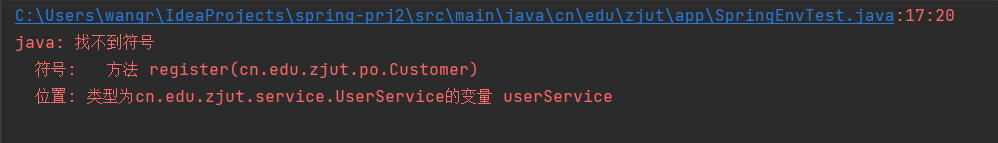 C:\Users\wangr\IdeaProjects\spring-prj2\src\main\java\cn\edu\zjut\app\SpringEnvTest.java:17:20
java: 找不到符号
  符号:   方法 register(cn.edu.zjut.po.Customer)
  位置: 类型为cn.edu.zjut.service.UserService的变量 userService